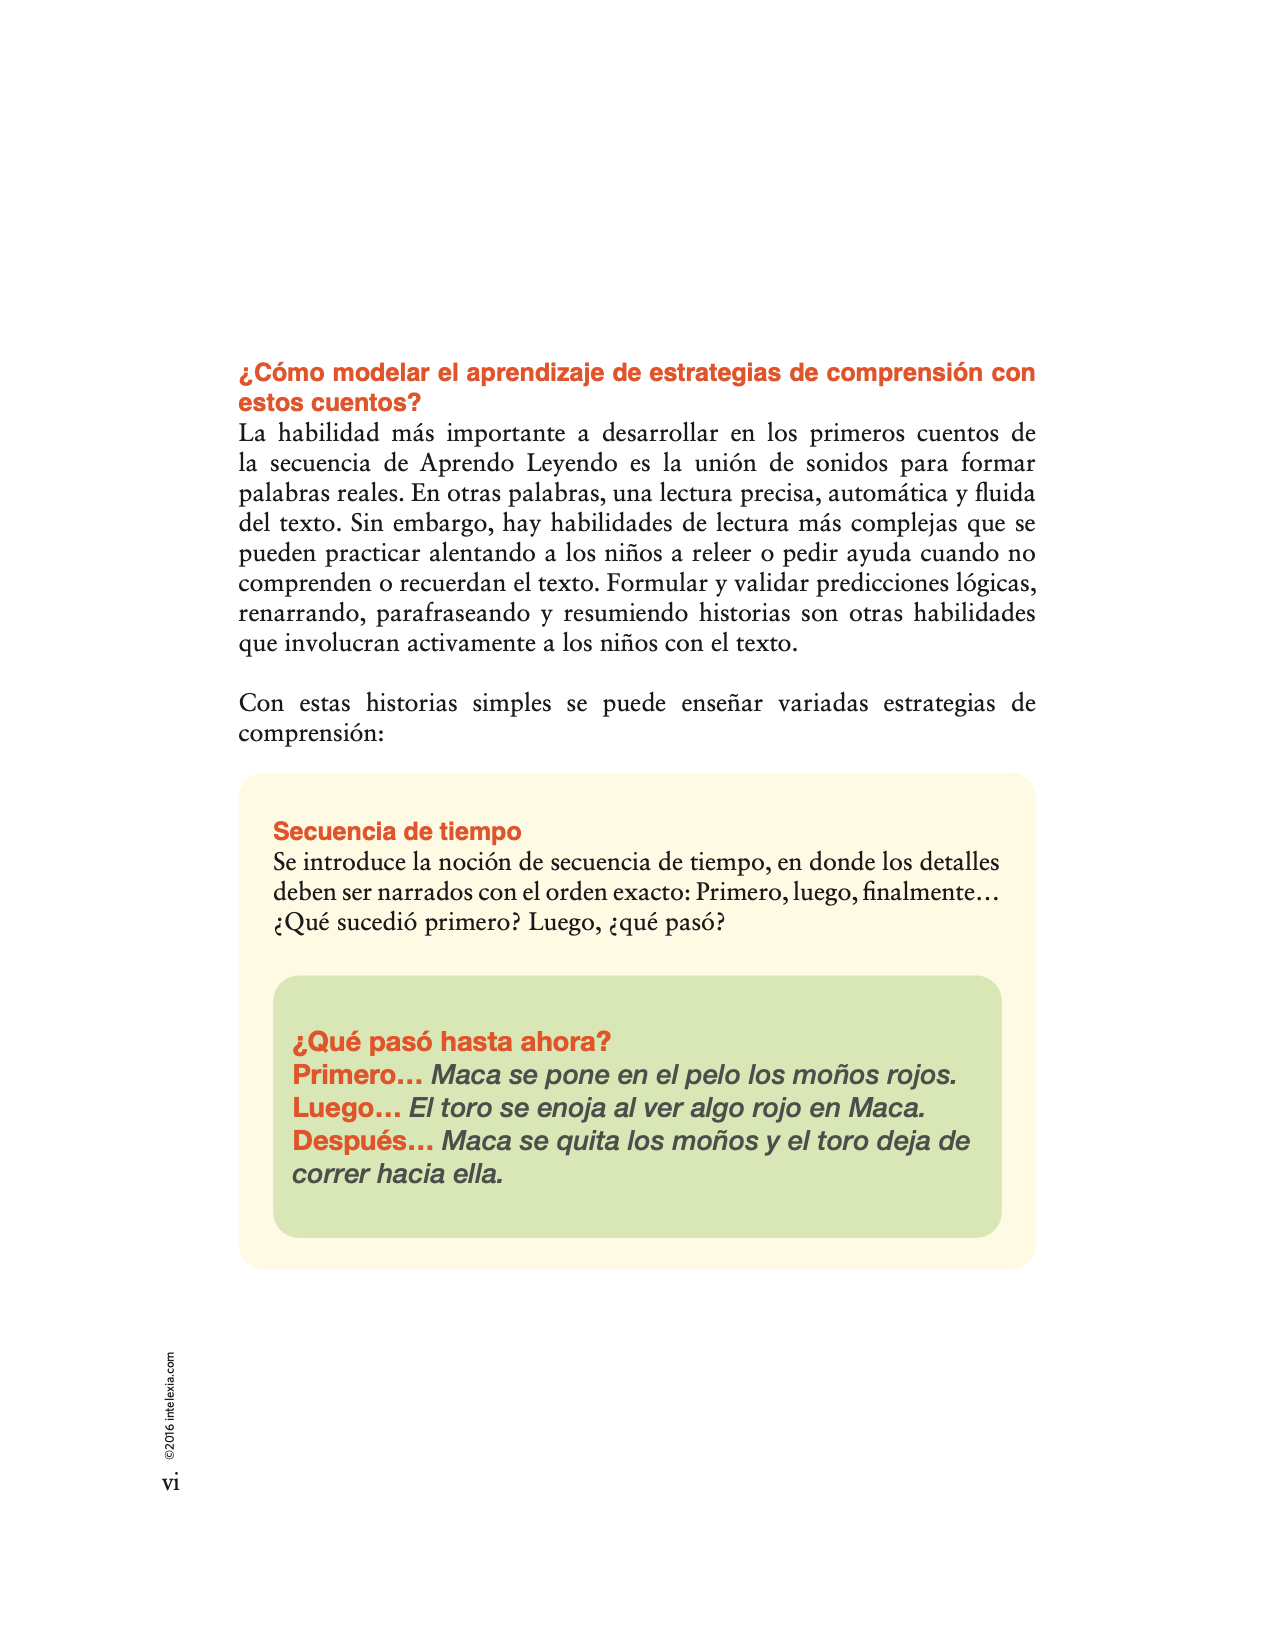 ¿Cómo modelar el aprendizaje de estrategias de comprensión con
estos cuentos?
La habilidad más importante a desarrollar en los primeros cuentos de
la secuencia de Aprendo Leyendo es la unión de sonidos para formar
palabras reales. En otras palabras, una lectura precisa, automática y fluida
del texto. Sin embargo, hay habilidades de lectura más complejas que se
pueden practicar alentando a los niños a releer o pedir ayuda cuando no
comprenden o recuerdan el texto. Formular y validar predicciones lógicas,
renarrando, parafraseando y resumiendo historias son otras habilidades
que involucran activamente a los niños con el texto.
Con estas historias simples se puede enseñar variadas estrategias de
comprensión:
Secuencia de tiempo
Se introduce la noción de secuencia de tiempo, en donde los detalles
deben ser narrados con el orden exacto: Primero, luego, finalmente…
¿Qué sucedió primero? Luego, ¿qué pasó?
¿Qué pasó hasta ahora?
Primero… Maca se pone en el pelo los moños rojos.
Luego… El toro se enoja al ver algo rojo en Maca.
Después… Maca se quita los moños y el toro deja de
correr hacia ella.
©2016 intelexia.com
vi